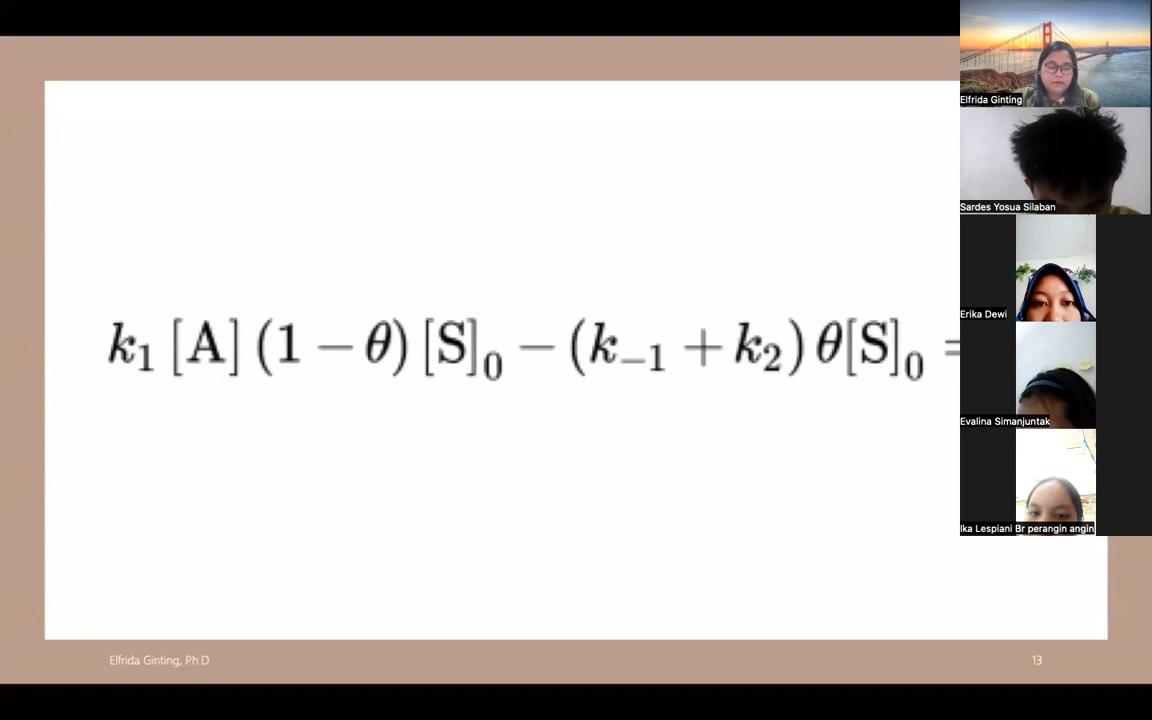 k₁ [A] (1 − θ) [S]₀ − (k₋₁ + k₂) θ[S]₀ =
Elfrida Ginting, Ph.D
13
Elfrida Ginting
Sardes Yosua Silaban
Erika Dewi
Evalina Simanjuntak
Ika Lespiani Br perangin angin